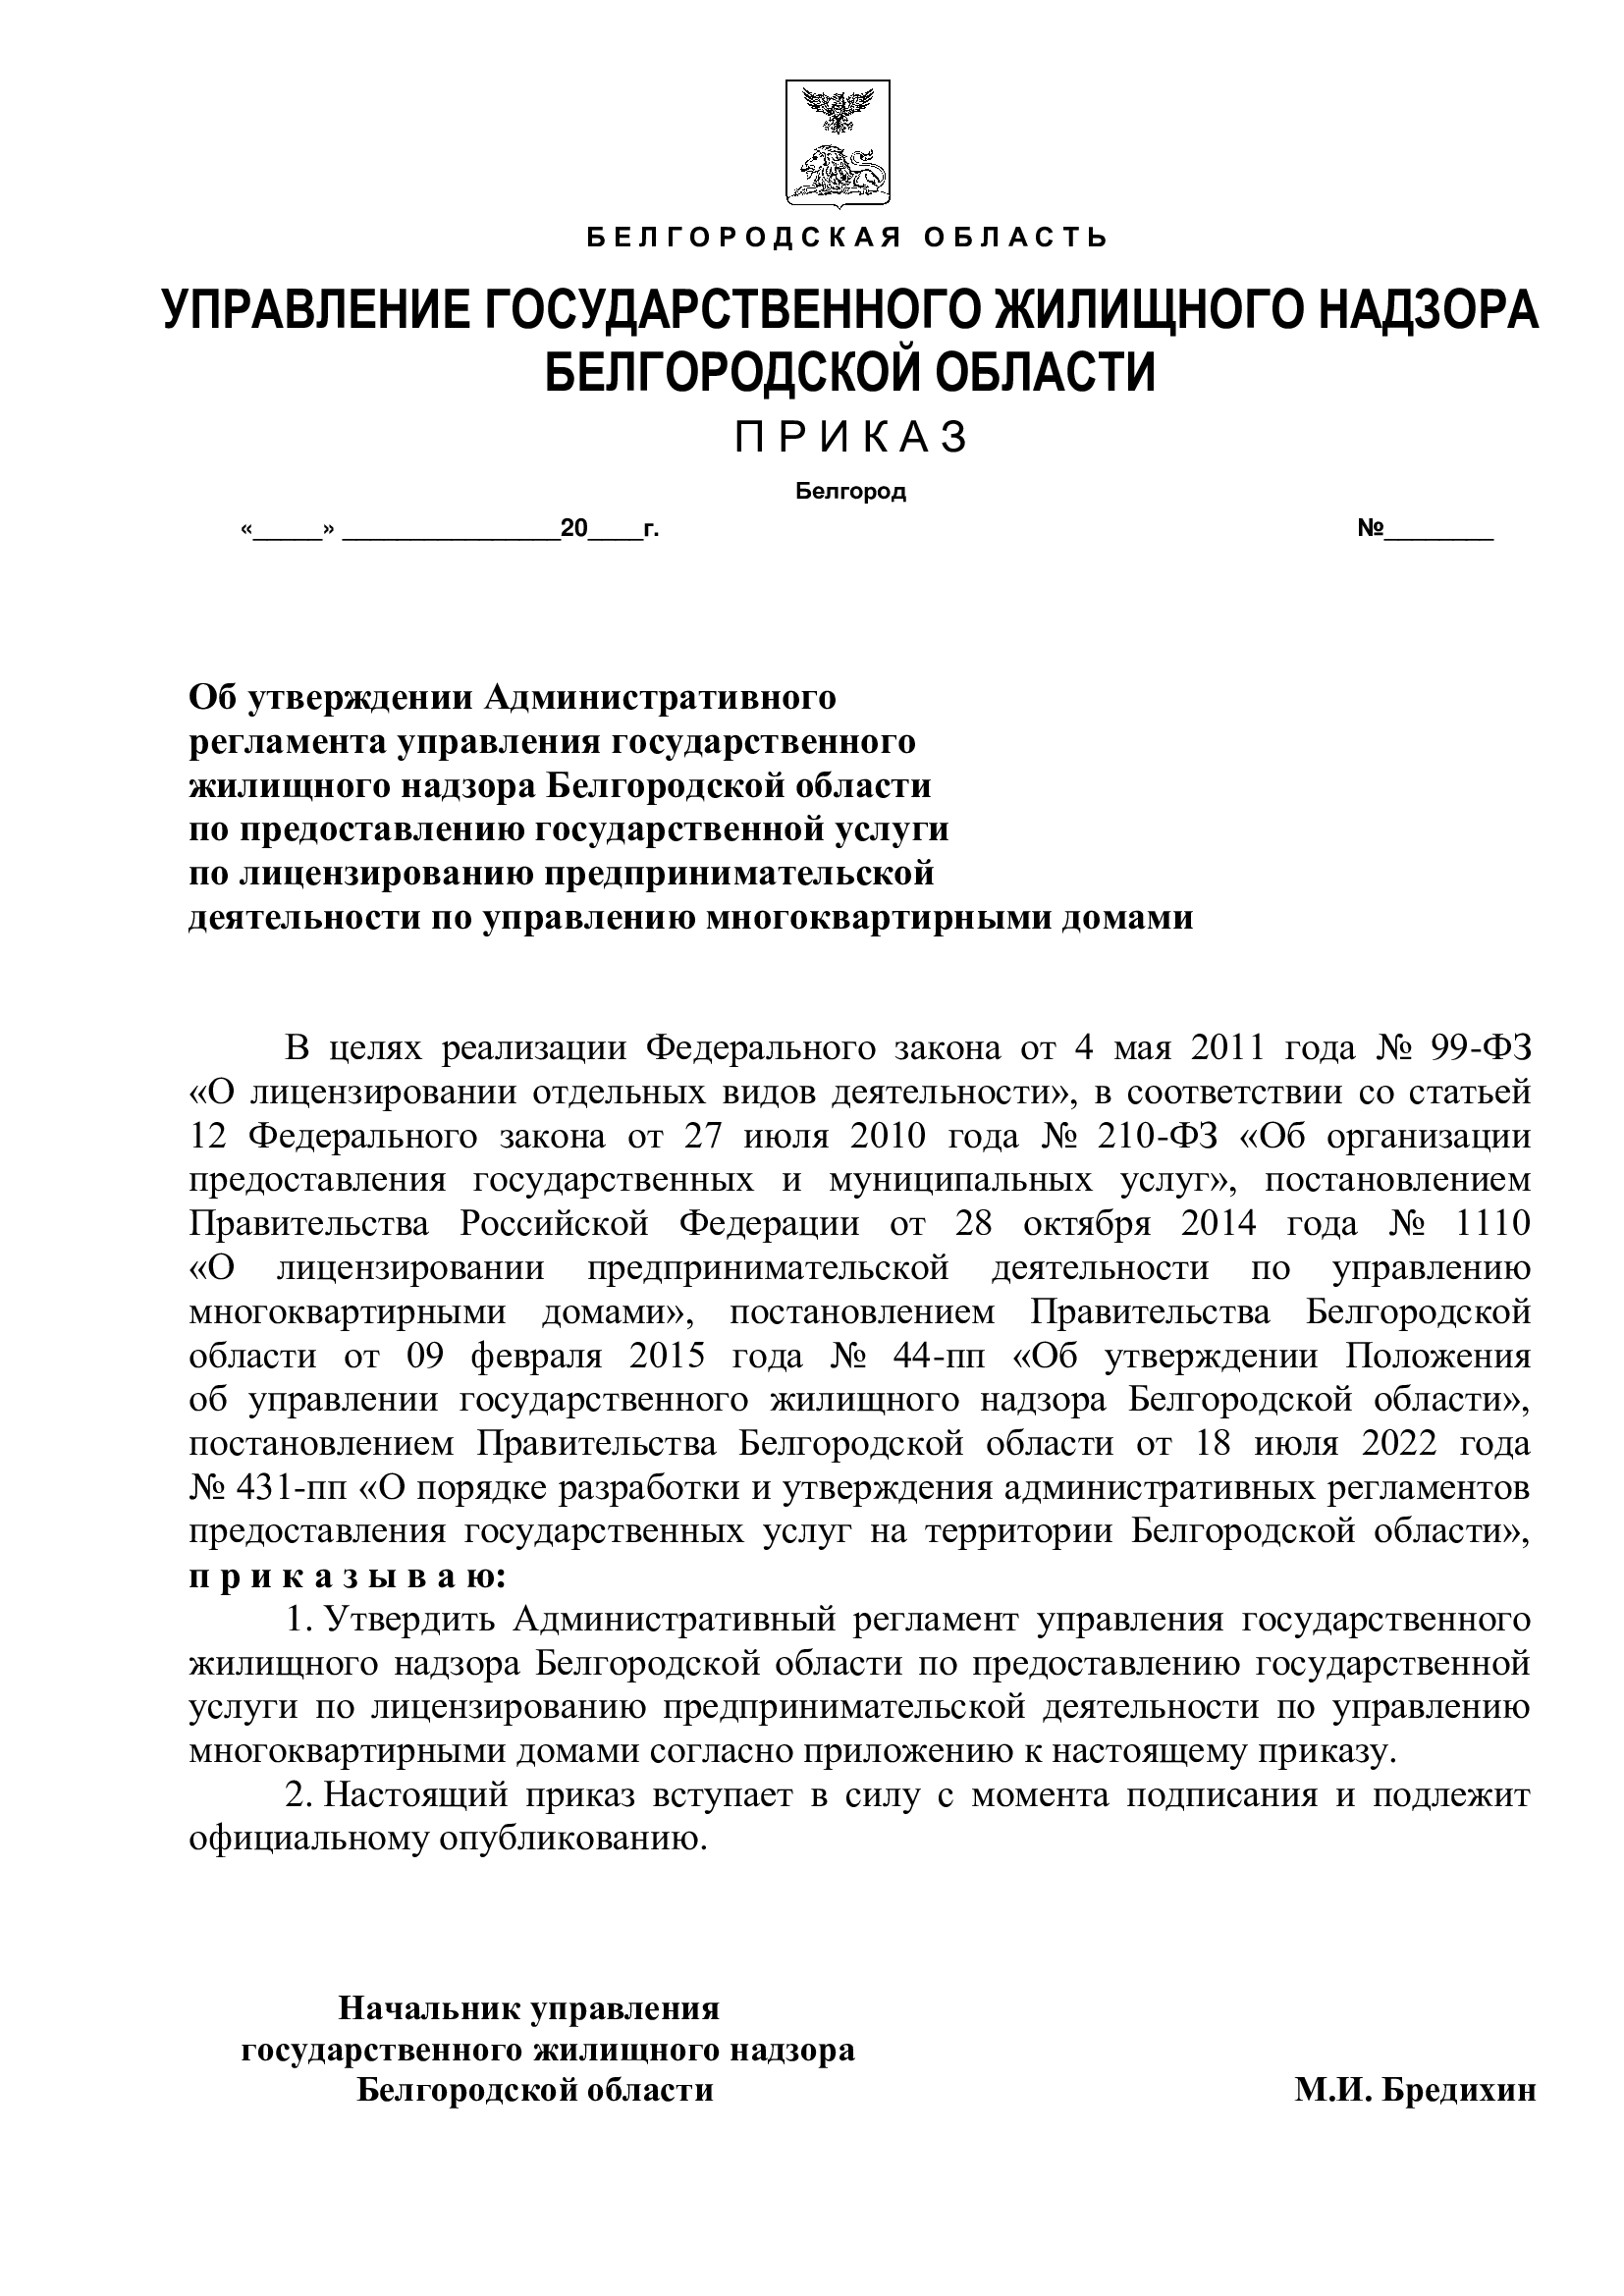 БЕЛГОРОДСКАЯ ОБЛАСТЬ
УПРАВЛЕНИЕ ГОСУДАРСТВЕННОГО ЖИЛИЩНОГО НАДЗОРА
БЕЛГОРОДСКОЙ ОБЛАСТИ
ПРИКАЗ
Белгород
«_____» ________________20____г. №________
Об утверждении Административного
регламента управления государственного
жилищного надзора Белгородской области
по предоставлению государственной услуги
по лицензированию предпринимательской
деятельности по управлению многоквартирными домами
В целях реализации Федерального закона от 4 мая 2011 года № 99-ФЗ
«О лицензировании отдельных видов деятельности», в соответствии со статьей
12 Федерального закона от 27 июля 2010 года № 210-ФЗ «Об организации
предоставления государственных и муниципальных услуг», постановлением
Правительства Российской Федерации от 28 октября 2014 года № 1110
«О лицензировании предпринимательской деятельности по управлению
многоквартирными домами», постановлением Правительства Белгородской
области от 09 февраля 2015 года № 44-пп «Об утверждении Положения
об управлении государственного жилищного надзора Белгородской области»,
постановлением Правительства Белгородской области от 18 июля 2022 года
№ 431-пп «О порядке разработки и утверждения административных регламентов
предоставления государственных услуг на территории Белгородской области»,
п р и к а з ы в а ю:
1. Утвердить Административный регламент управления государственного
жилищного надзора Белгородской области по предоставлению государственной
услуги по лицензированию предпринимательской деятельности по управлению
многоквартирными домами согласно приложению к настоящему приказу.
2. Настоящий приказ вступает в силу с момента подписания и подлежит
официальному опубликованию.
Начальник управления
государственного жилищного надзора
Белгородской области М.И. Бредихин